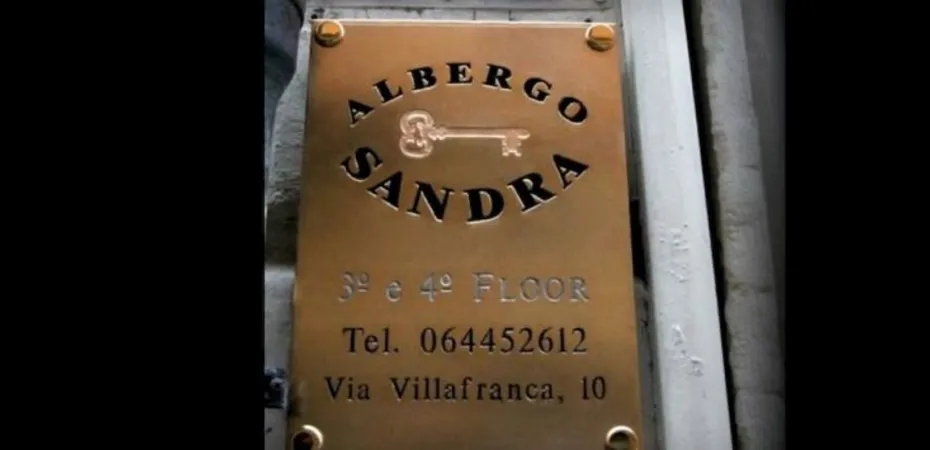 ALBERGO
SANDRA
3º e 4º FLOOR
Tel. 064452612
Via Villafranca, 10